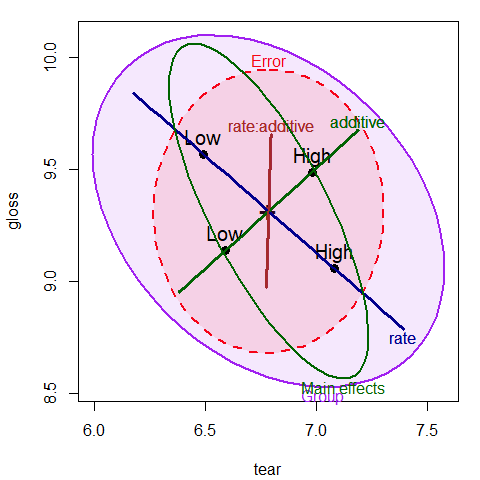 10.0
9.5
9.0
8.5
gloss
Error
rate:additive
additive
Low
High
Low
High
rate
Main effects
Group
6.0 6.5 7.0 7.5
tear